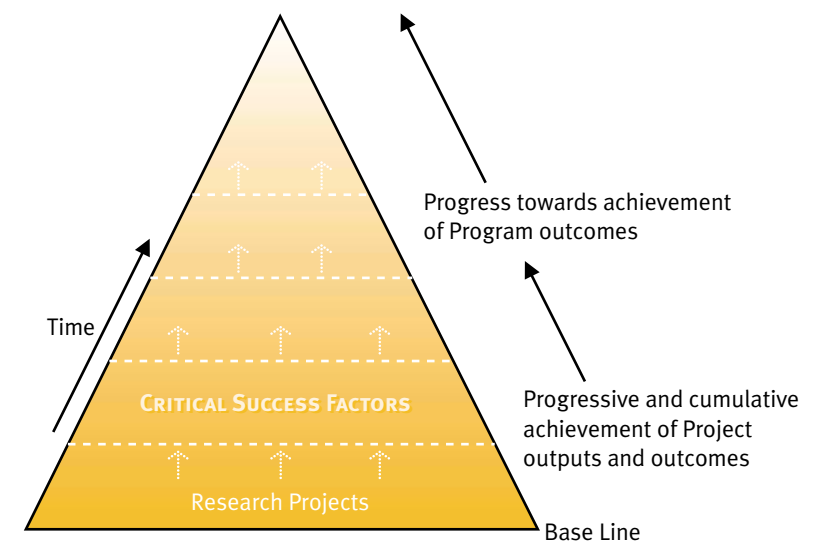 Progress towards achievement
of Program outcomes
Time
CRITICAL SUCCESS FACTORS
Progressive and cumulative
achievement of Project
outputs and outcomes
Research Projects
Base Line